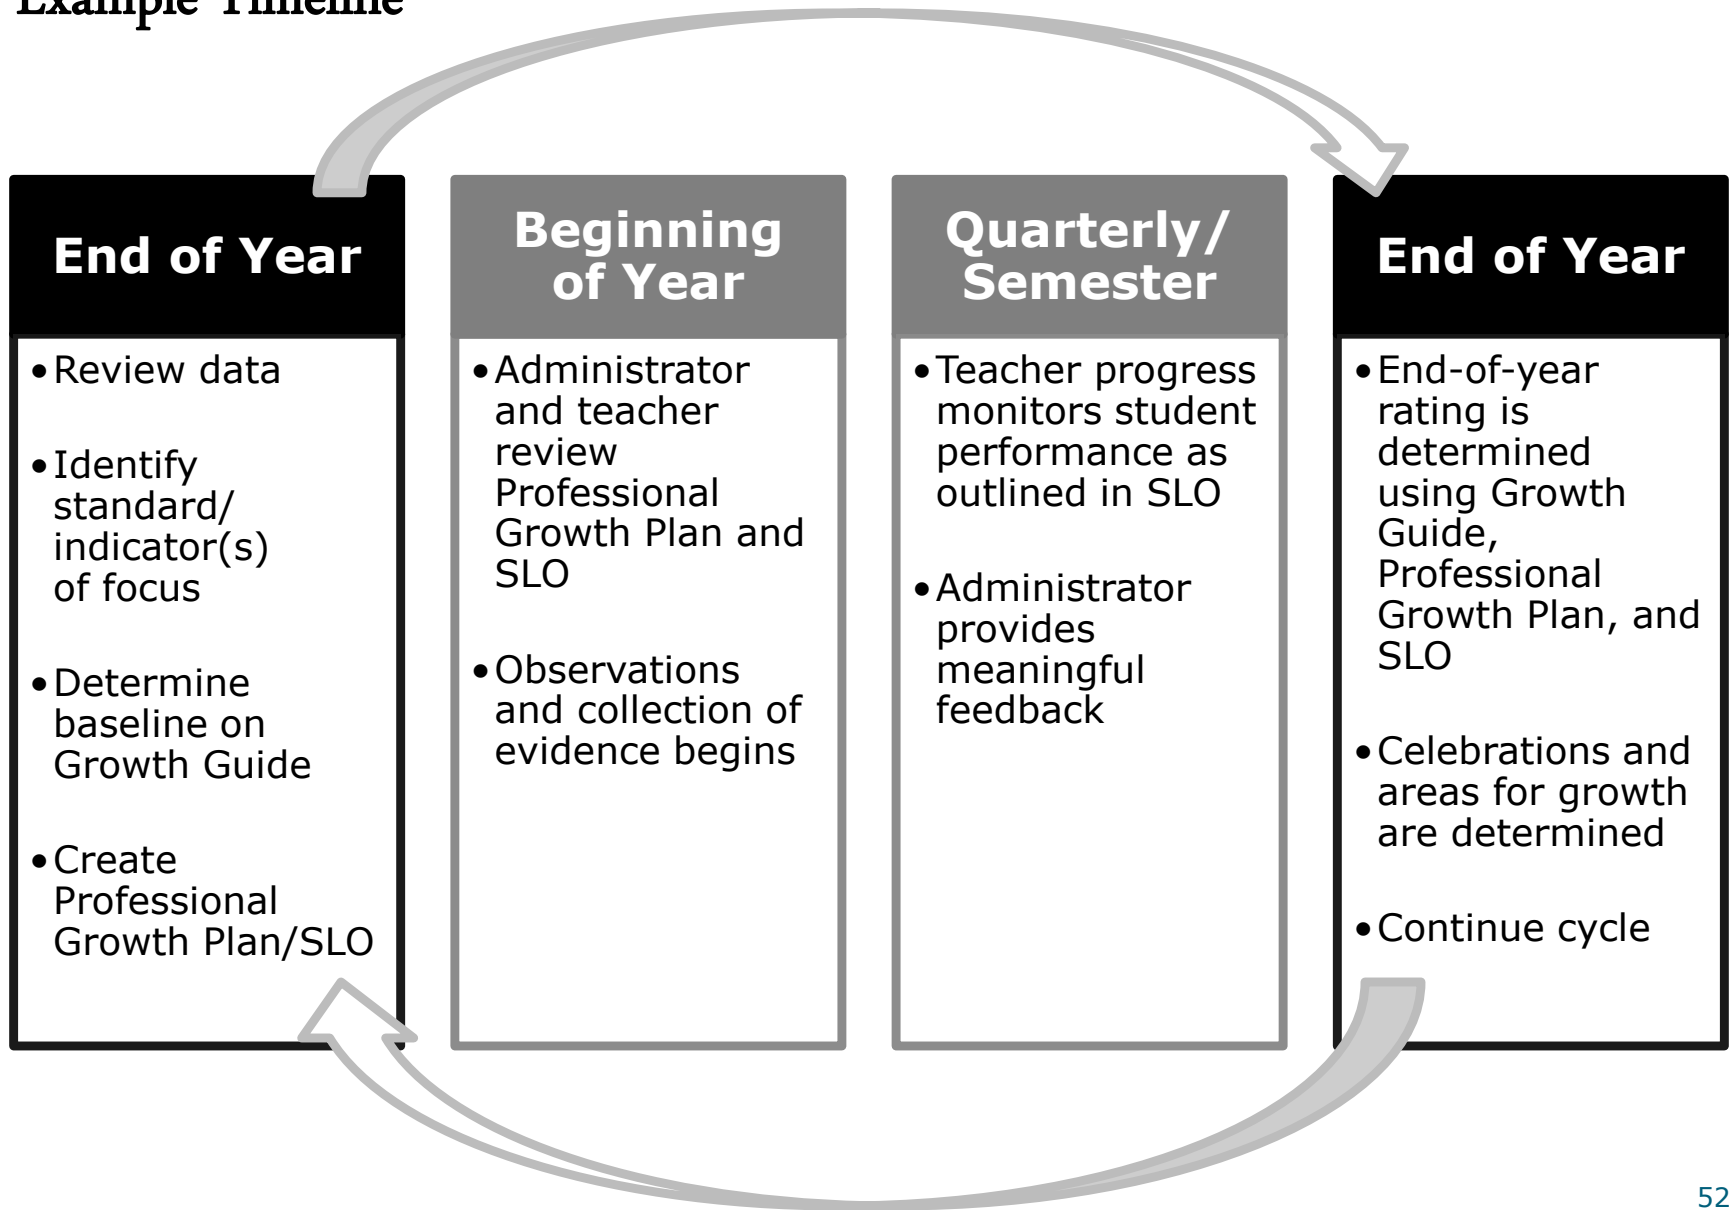 Example Timeline
End of Year
•Review data
•Identify
standard/
indicator(s)
of focus
•Determine
baseline on
Growth Guide
•Create
Professional
Growth Plan/SLO
Beginning
of Year
•Administrator
and teacher
review
Professional
Growth Plan and
SLO
•Observations
and collection of
evidence begins
Quarterly/
Semester
•Teacher progress
monitors student
performance as
outlined in SLO
•Administrator
provides
meaningful
feedback
End of Year
•End-of-year
rating is
determined
using Growth
Guide,
Professional
Growth Plan, and
SLO
•Celebrations and
areas for growth
are determined
•Continue cycle
52